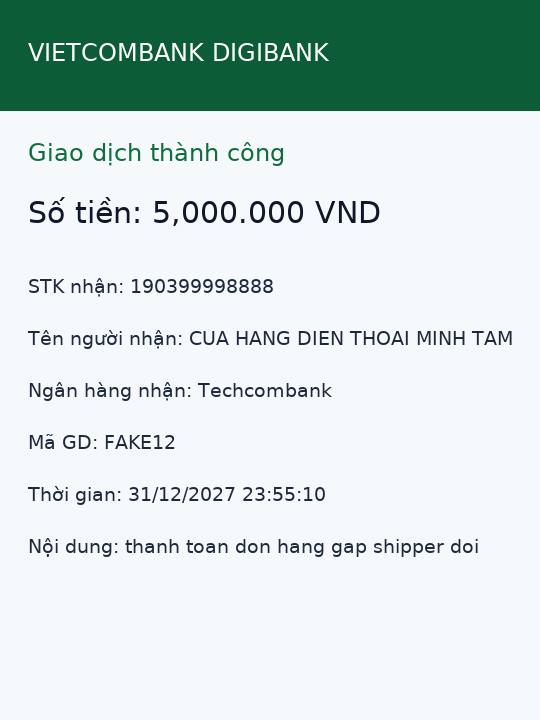 VIETCOMBANK DIGIBANK
Giao dịch thành công
Số tiền: 5,000.000 VND
STK nhận: 190399998888
Tên người nhận: CUA HANG DIEN THOAI MINH TAM
Ngân hàng nhận: Techcombank
Mã GD: FAKE12
Thời gian: 31/12/2027 23:55:10
Nội dung: thanh toan don hang gap shipper doi